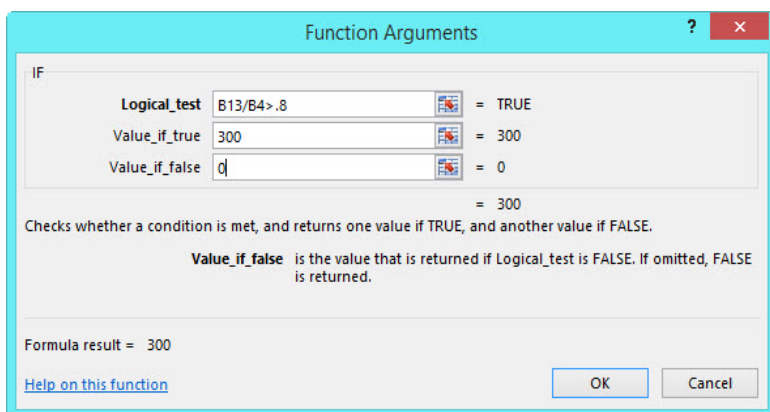 Function Arguments ? ×
IF
Logical_test B13/B4>.8 = TRUE
Value_if_true 300 = 300
Value_if_false 0 = 0
= 300
Checks whether a condition is met, and returns one value if TRUE, and another value if FALSE.
Value_if_false is the value that is returned if Logical_test is FALSE. If omitted, FALSE
is returned.
Formula result = 300
Help on this function OK Cancel